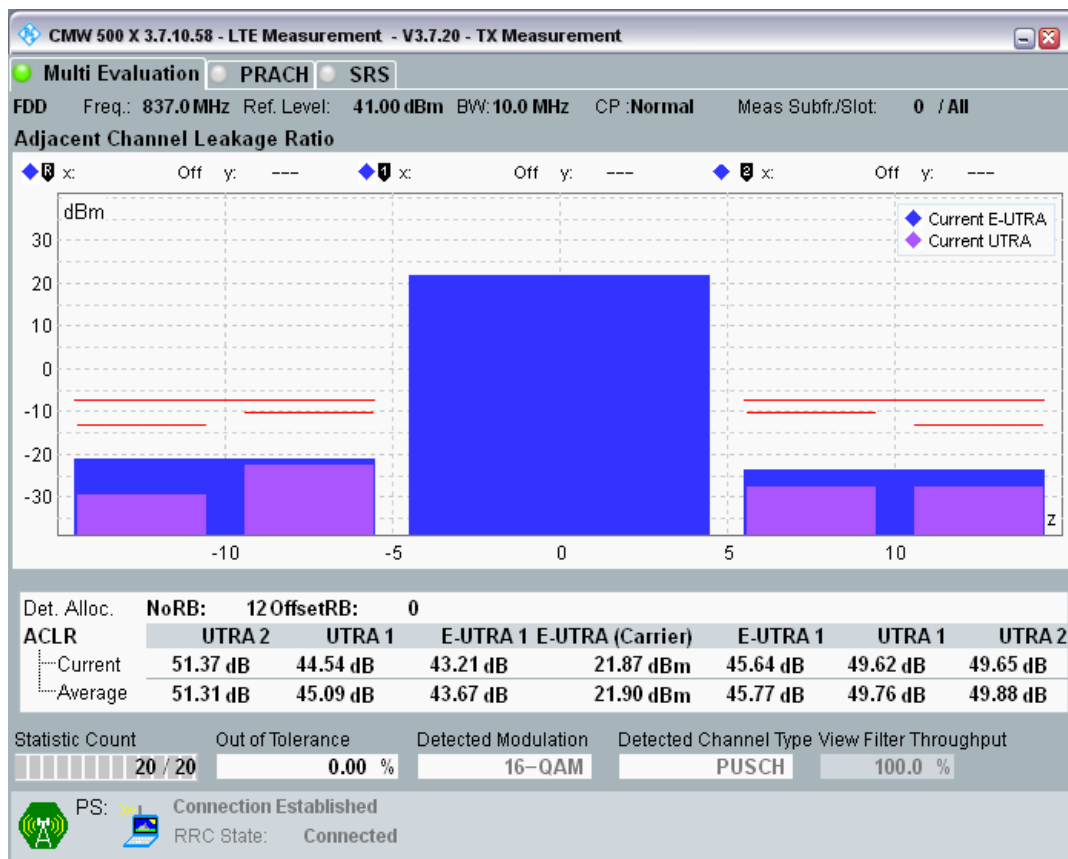 CMW 500 X 3.7.10.58 - LTE Measurement - V3.7.20 - TX Measurement
Multi Evaluation PRACH SRS
FDD Freq.: 837.0 MHz Ref. Level: 41.00 dBm BW: 10.0 MHz CP :Normal Meas Subfr./Slot: 0 / All
Adjacent Channel Leakage Ratio
R x: Off y: --- 1 x: Off y: --- 2 x: Off y: ---
dBm
Current E-UTRA
Current UTRA
30
20
10
0
-10
-20
-30
z
-10 -5 0 5 10
Det. Alloc. NoRB: 12 OffsetRB: 0
ACLR UTRA 2 UTRA 1 E-UTRA 1 E-UTRA (Carrier) E-UTRA 1 UTRA 1 UTRA 2
Current 51.37 dB 44.54 dB 43.21 dB 21.87 dBm 45.64 dB 49.62 dB 49.65 dB
Average 51.31 dB 45.09 dB 43.67 dB 21.90 dBm 45.77 dB 49.76 dB 49.88 dB
Statistic Count Out of Tolerance Detected Modulation Detected Channel Type View Filter Throughput
20 / 20 0.00 % 16-QAM PUSCH 100.0 %
PS: Connection Established
RRC State: Connected